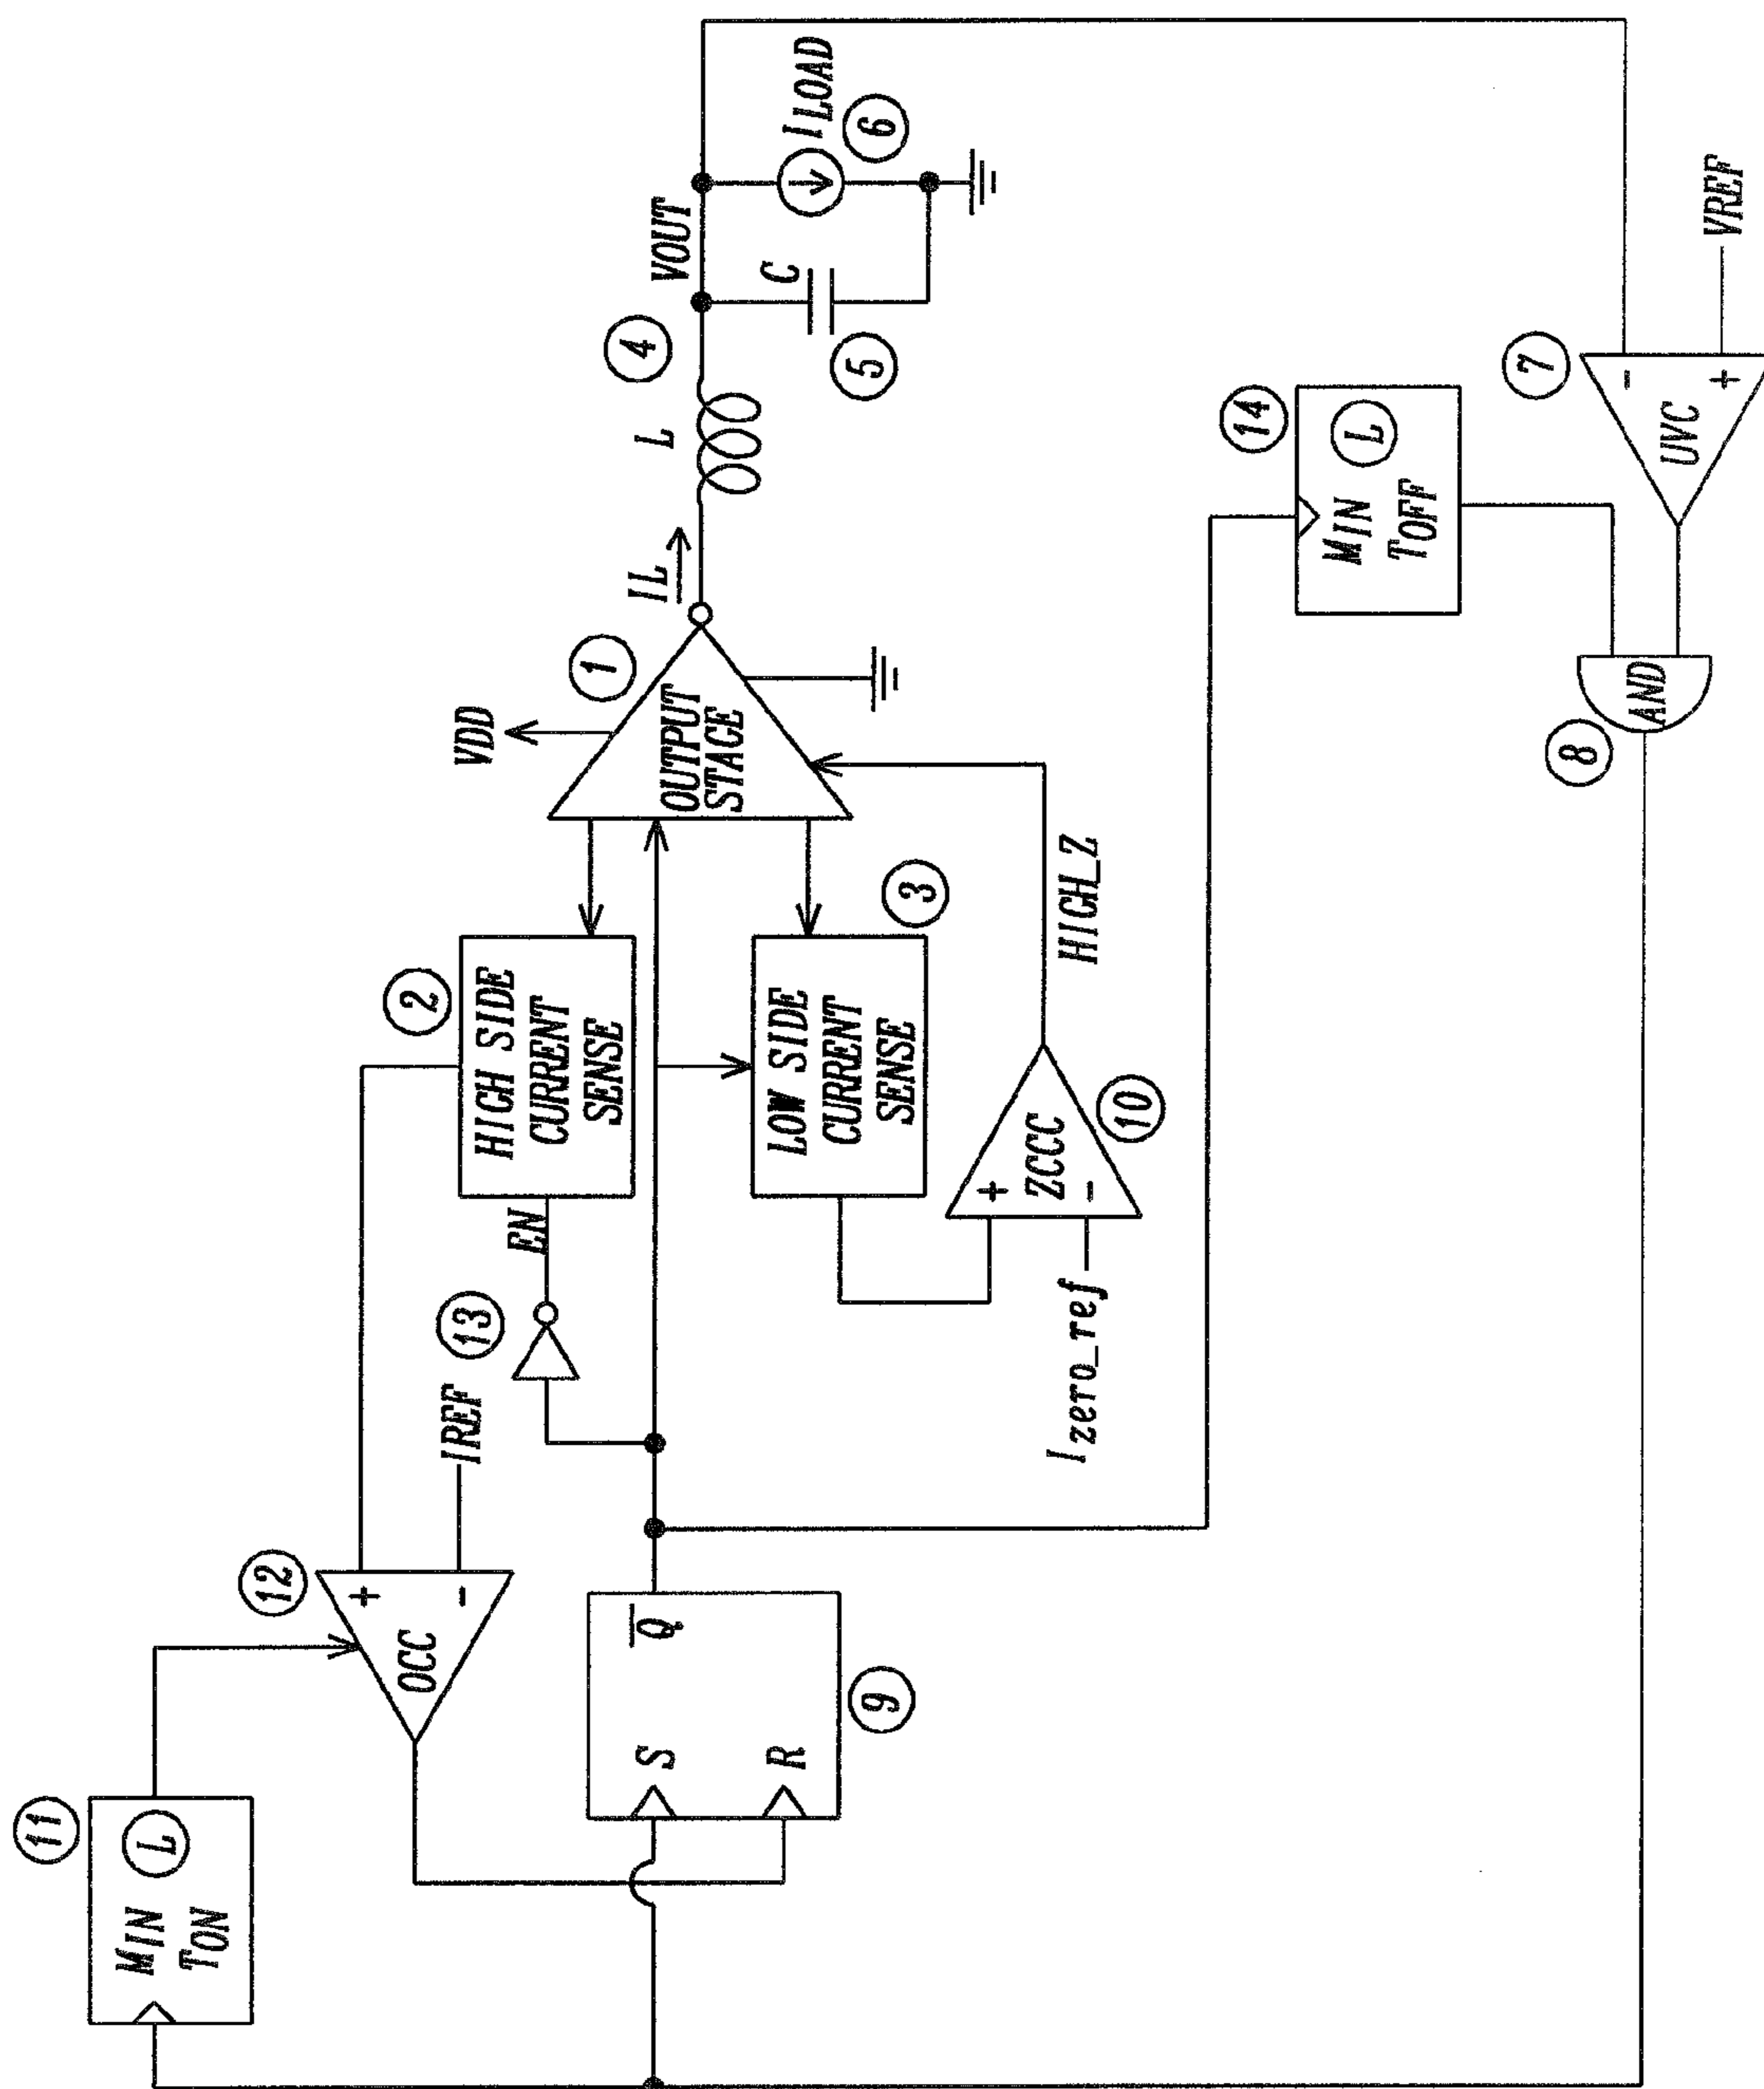 11
MIN L
TON
12
OCC
+
-
IREF
13
EN
2
HIGH SIDE
CURRENT
SENSE
VDD
1
OUTPUT
STAGE
IL
L
4
VOUT
S
R
Q
9
LOW SIDE
CURRENT
SENSE
3
C
5
ILOAD
6
+
ZCCC
-
10
Izero_ref
HIGH_Z
14
MIN L
TOFF
8
AND
7
UVC
-
+
VREF